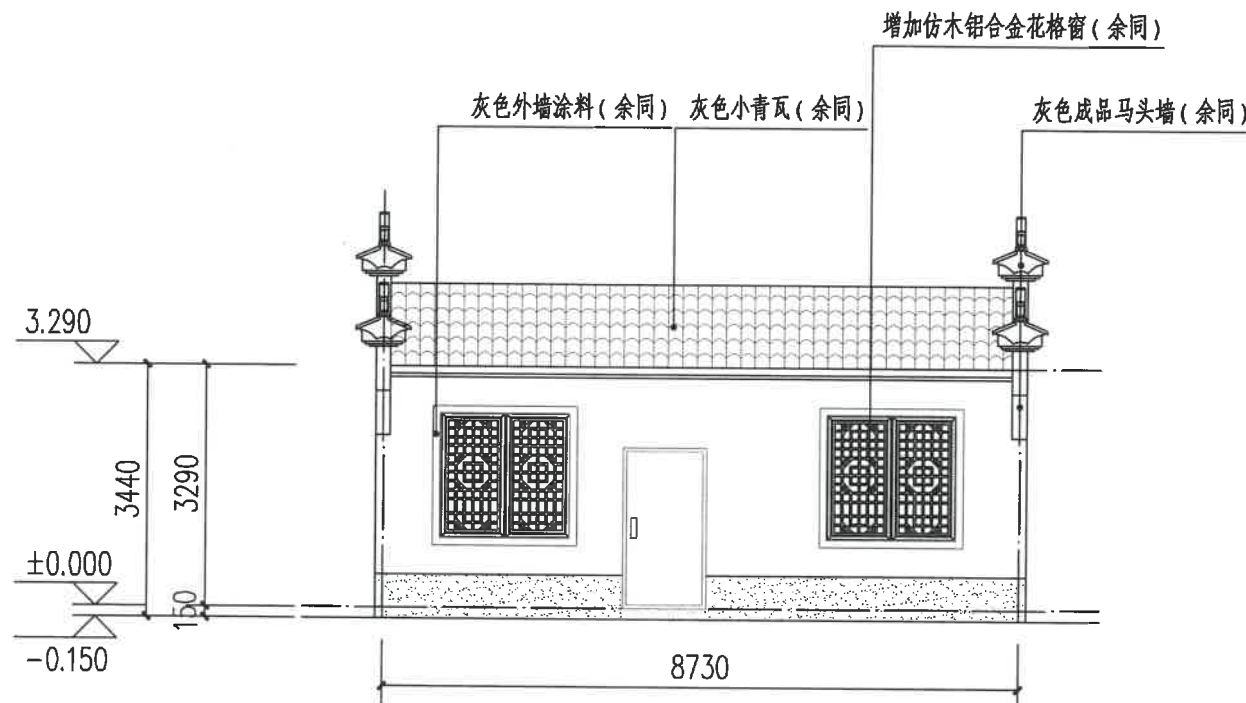 增加仿木铝合金花格窗(余同)
灰色外墙涂料(余同)
灰色小青瓦(余同)
灰色成品马头墙(余同)
3.290
3440
3290
±0.000
150
-0.150
8730